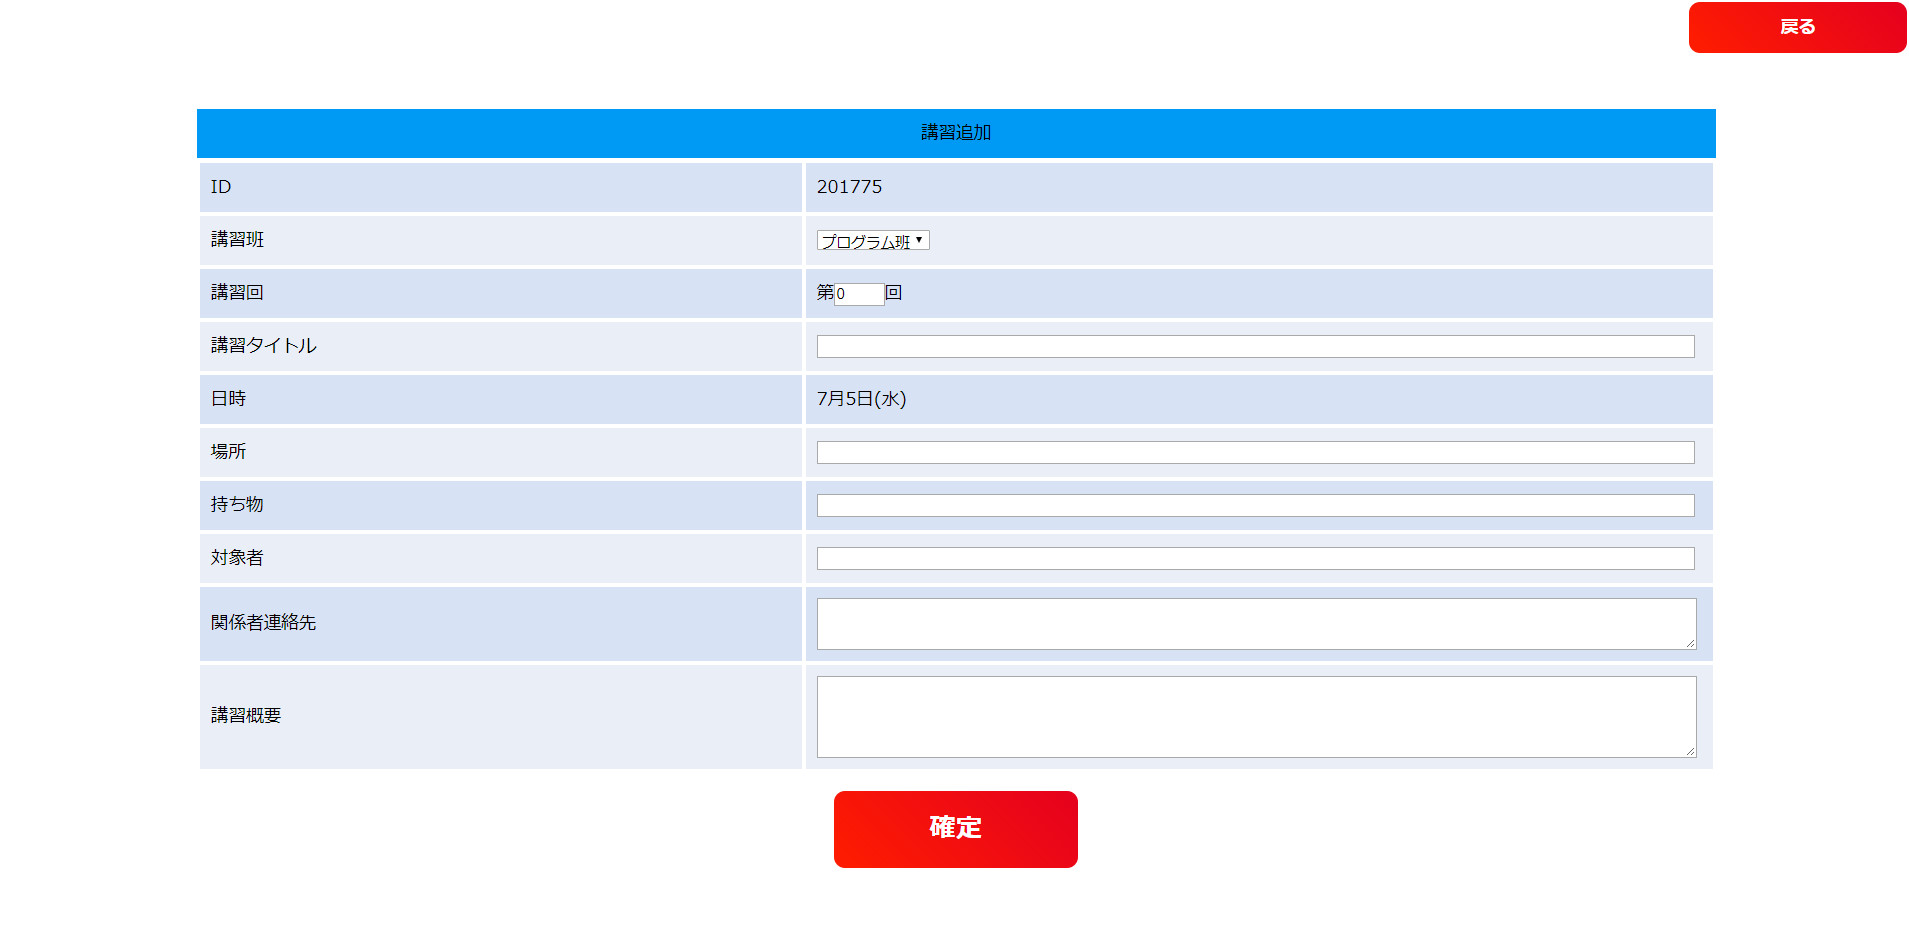 戻る
講習追加
ID 201775
講習班 プログラム班
講習回 第0回
講習タイトル
日時 7月5日(水)
場所
持ち物
対象者
関係者連絡先
講習概要
確定